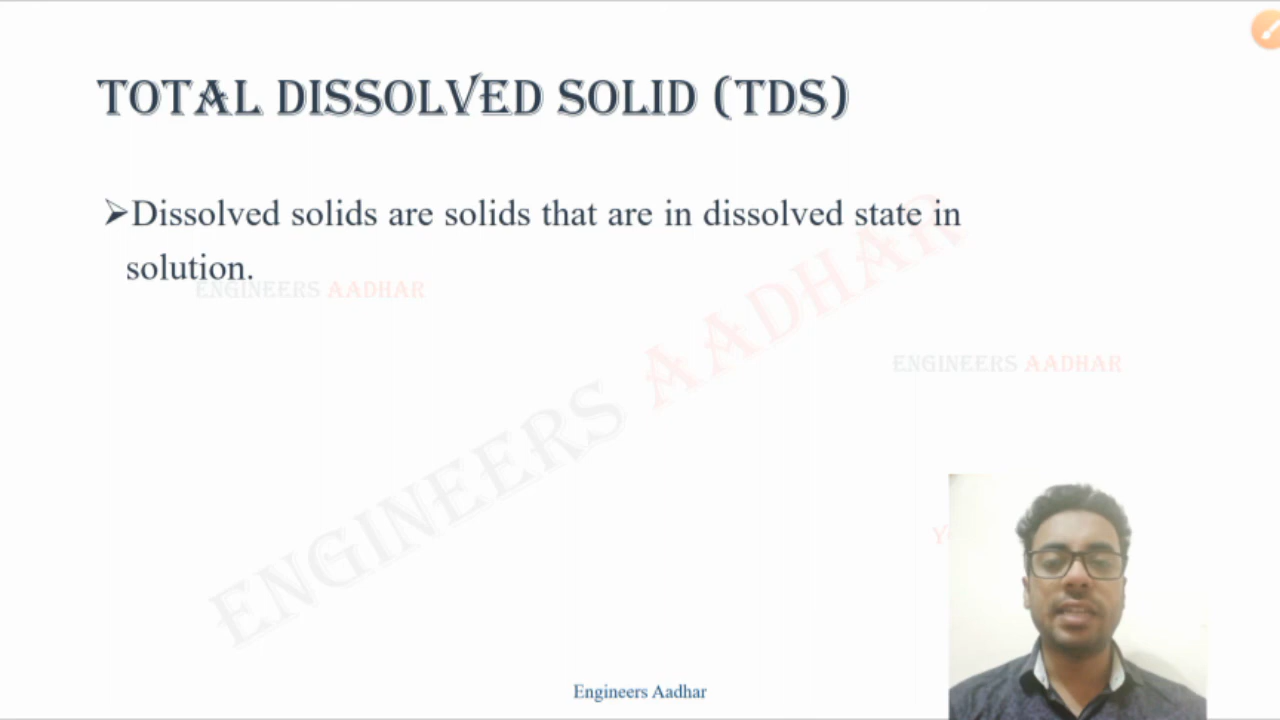 TOTAL DISSOLVED SOLID (TDS)
➢Dissolved solids are solids that are in dissolved state in
solution.
ENGINEERS AADHAR
ENGINEERS AADHAR
ENGINEERS AADHAR
Engineers Aadhar